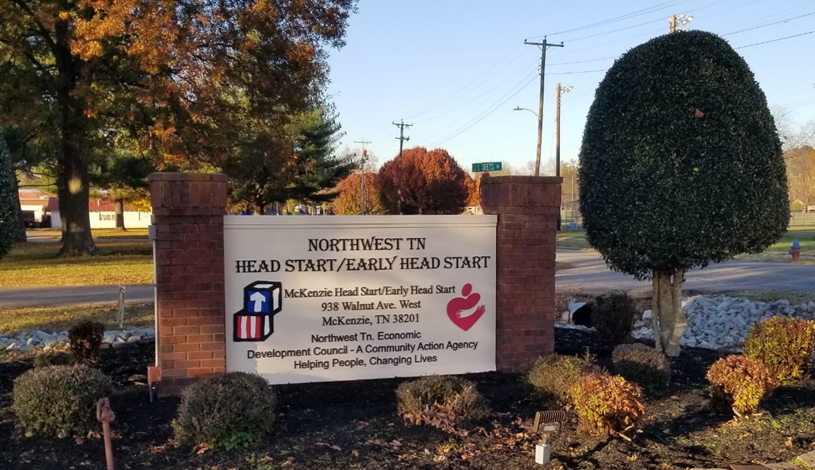 NORTHWEST TN
HEAD START/EARLY HEAD START
McKenzie Head Start/Early Head Start
938 Walnut Ave. West
McKenzie, TN 38201
Northwest Tn. Economic
Development Council - A Community Action Agency
Helping People, Changing Lives